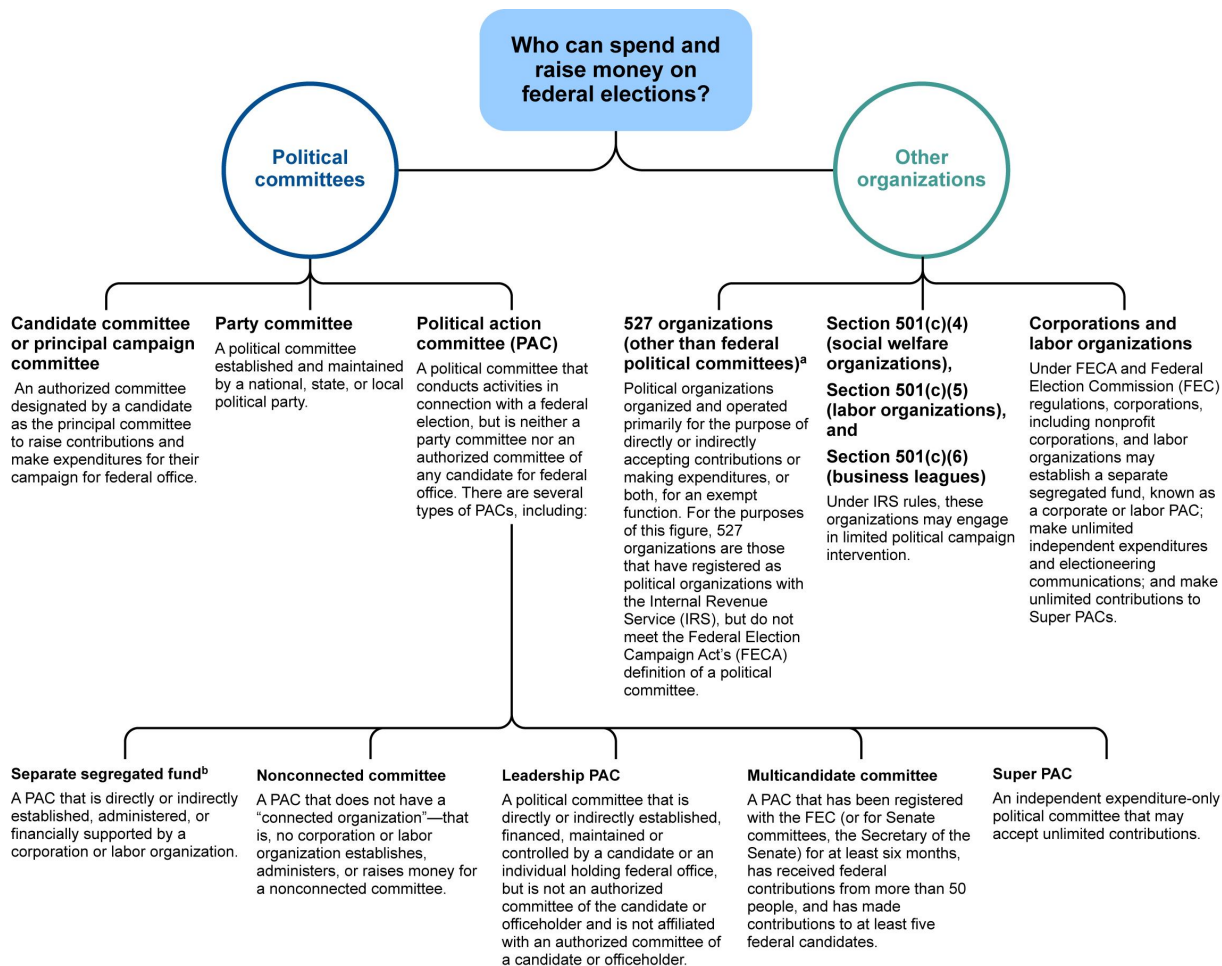 Who can spend and
raise money on
federal elections?
Political
committees
Other
organizations
Candidate committee
or principal campaign
committee
An authorized committee
designated by a candidate
as the principal committee
to raise contributions and
make expenditures for their
campaign for federal office.
Party committee
A political committee
established and maintained
by a national, state, or local
political party.
Political action
committee (PAC)
A political committee that
conducts activities in
connection with a federal
election, but is neither a
party committee nor an
authorized committee of
any candidate for federal
office. There are several
types of PACs, including:
527 organizations
(other than federal
political committees)ᵃ
Political organizations
organized and operated
primarily for the purpose of
directly or indirectly
accepting contributions or
making expenditures, or
both, for an exempt
function. For the purposes
of this figure, 527
organizations are those
that have registered as
political organizations with
the Internal Revenue
Service (IRS), but do not
meet the Federal Election
Campaign Act’s (FECA)
definition of a political
committee.
Section 501(c)(4)
(social welfare
organizations),
Section 501(c)(5)
(labor organizations),
and
Section 501(c)(6)
(business leagues)
Under IRS rules, these
organizations may engage
in limited political campaign
intervention.
Corporations and
labor organizations
Under FECA and Federal
Election Commission (FEC)
regulations, corporations,
including nonprofit
corporations, and labor
organizations may
establish a separate
segregated fund, known as
a corporate or labor PAC;
make unlimited
independent expenditures
and electioneering
communications; and make
unlimited contributions to
Super PACs.
Separate segregated fundᵇ
A PAC that is directly or indirectly
established, administered, or
financially supported by a
corporation or labor organization.
Nonconnected committee
A PAC that does not have a
“connected organization”—that
is, no corporation or labor
organization establishes,
administers, or raises money for
a nonconnected committee.
Leadership PAC
A political committee that is
directly or indirectly established,
financed, maintained or
controlled by a candidate or an
individual holding federal office,
but is not an authorized
committee of the candidate or
officeholder and is not affiliated
with an authorized committee of
a candidate or officeholder.
Multicandidate committee
A PAC that has been registered
with the FEC (or for Senate
committees, the Secretary of the
Senate) for at least six months,
has received federal
contributions from more than 50
people, and has made
contributions to at least five
federal candidates.
Super PAC
An independent expenditure-only
political committee that may
accept unlimited contributions.